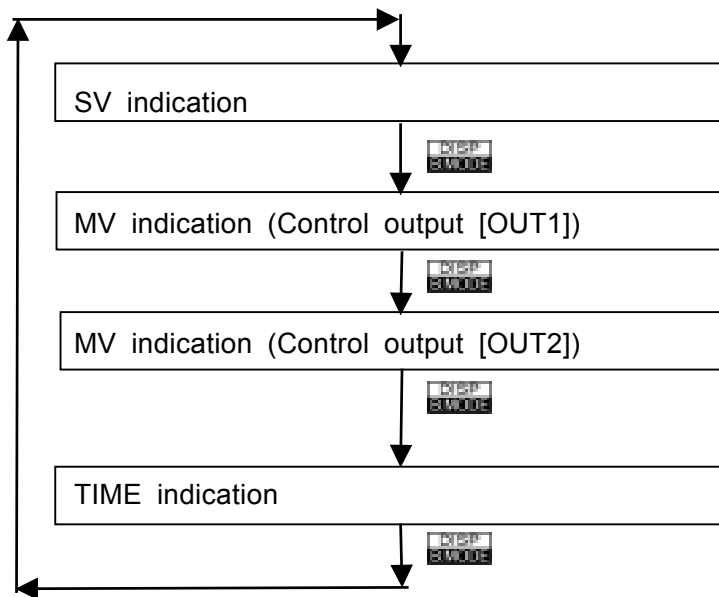 SV indication
DISP
B.MODE
MV indication (Control output [OUT1])
DISP
B.MODE
MV indication (Control output [OUT2])
DISP
B.MODE
TIME indication
DISP
B.MODE